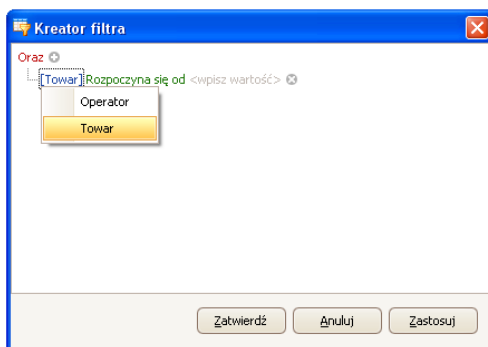 Kreator filtra
Oraz
[Towar] Rozpoczyna się od <wpisz wartość>
Operator
Towar
Zatwierdź Anuluj Zastosuj